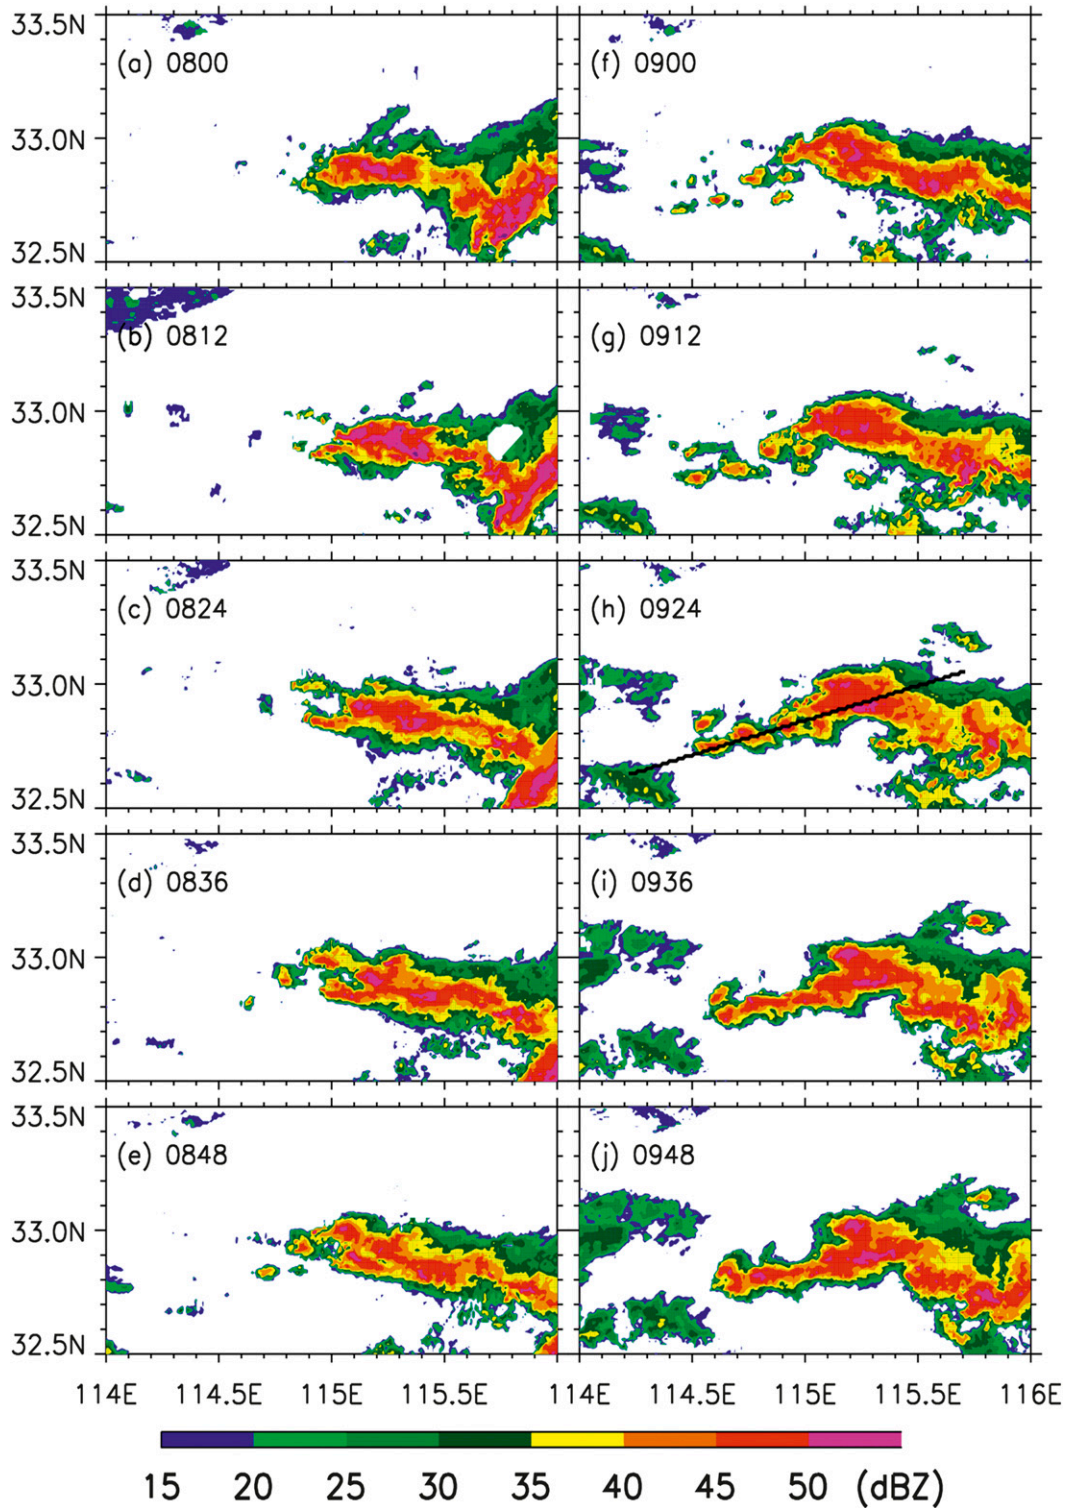 33.5N
(a) 0800
(f) 0900
33.0N
32.5N
33.5N
(b) 0812
(g) 0912
33.0N
32.5N
33.5N
(c) 0824
(h) 0924
33.0N
32.5N
33.5N
(d) 0836
(i) 0936
33.0N
32.5N
33.5N
(e) 0848
(j) 0948
33.0N
32.5N
114E 114.5E 115E 115.5E 114E 114.5E 115E 115.5E 116E
15 20 25 30 35 40 45 50 (dBZ)